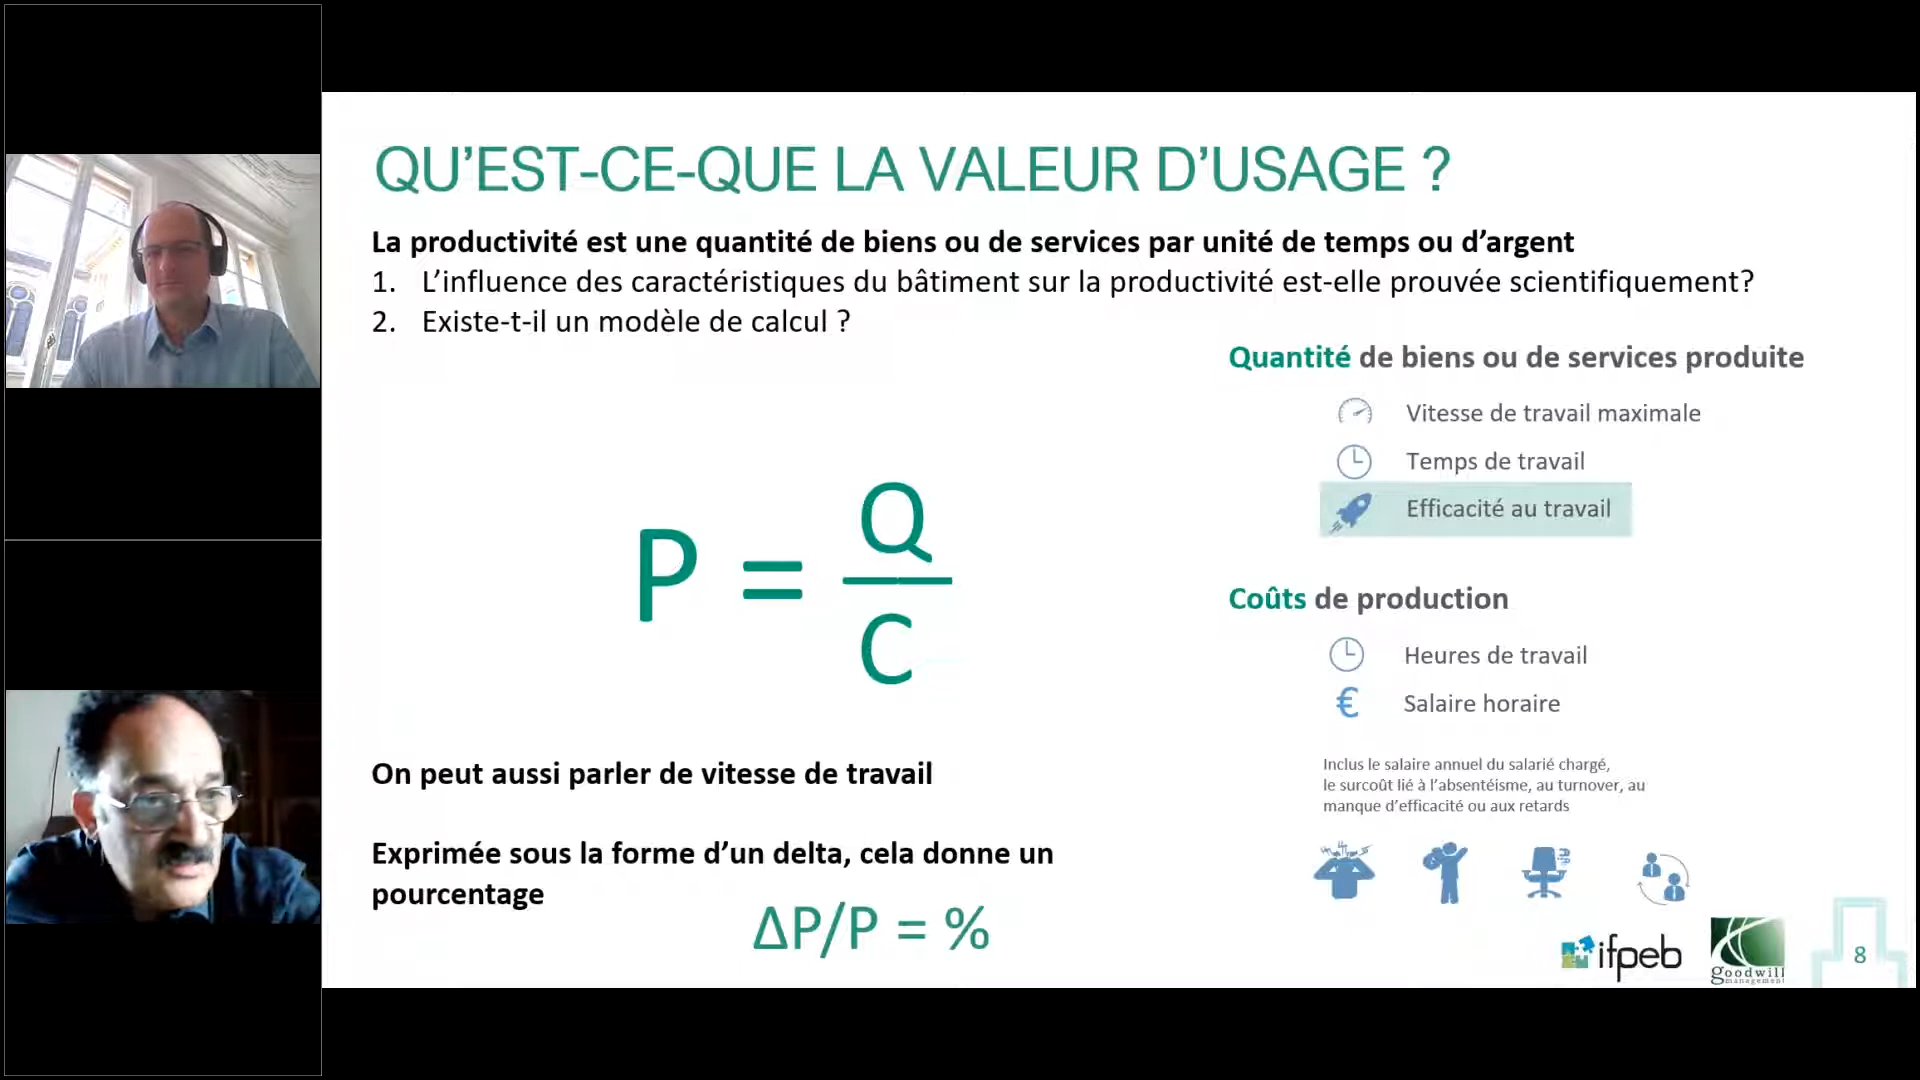 QU’EST-CE-QUE LA VALEUR D’USAGE ?
La productivité est une quantité de biens ou de services par unité de temps ou d’argent
1. L’influence des caractéristiques du bâtiment sur la productivité est-elle prouvée scientifiquement?
2. Existe-t-il un modèle de calcul ?
P = Q
C
On peut aussi parler de vitesse de travail
Exprimée sous la forme d’un delta, cela donne un
pourcentage
ΔP/P = %
Quantité de biens ou de services produite
Vitesse de travail maximale
Temps de travail
Efficacité au travail
Coûts de production
Heures de travail
€ Salaire horaire
Inclus le salaire annuel du salarié chargé,
le surcoût lié à l’absentéisme, au turnover, au
manque d’efficacité ou aux retards
ifpeb
goodwill
management
8